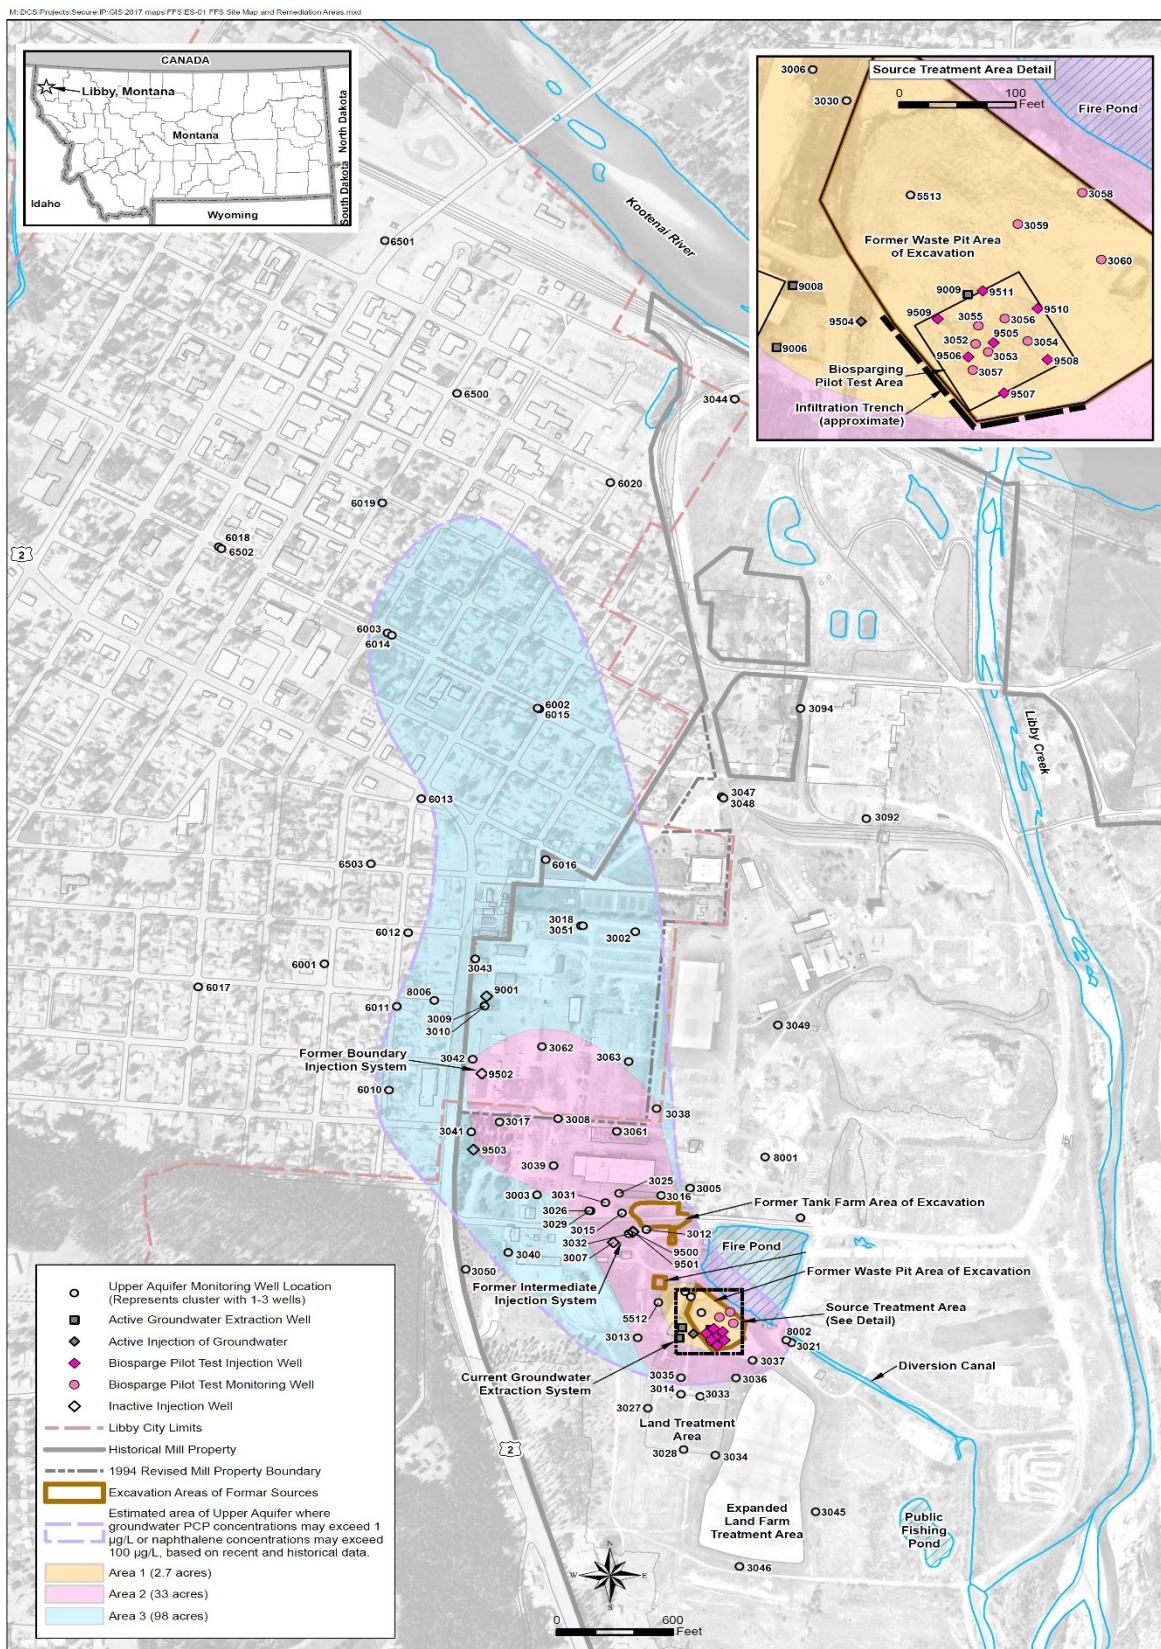 M:\DCS\Projects\Secure\IP\GIS\2017 maps\FFS\ES-01 FFS Site Map and Remediation Areas.mxd
CANADA
Libby, Montana
Montana
North Dakota
South Dakota
Idaho
Wyoming
Source Treatment Area Detail
0 100
Feet
3006
3030
Fire Pond
5513
3058
3059
Former Waste Pit Area
of Excavation
3060
9008
9009
9511
9510
9509
9504
3055
3056
9505
3052
3054
9006
9506
3053
9508
3057
Biosparging
Pilot Test Area
9507
Infiltration Trench
(approximate)
Kootenai River
6501
6500
3044
6020
6019
6018
6502
2
6003
6014
6002
6015
3094
Libby Creek
6013
3047
3048
3092
6503
6016
3018
3051
3002
6012
6001
3043
6017
8006
9001
6011
3009
3010
3049
Former Boundary
Injection System
3042
3062
3063
9502
6010
3038
3017
3008
3041
3061
9503
8001
3039
3025
3005
3003
3031
3016
Former Tank Farm Area of Excavation
3026
3029
3015
3012
3032
9500
Fire Pond
3007
9501
3040
3050
Former Waste Pit Area of Excavation
Former Intermediate
Injection System
Source Treatment Area
(See Detail)
5512
3013
8002
3021
3037
Diversion Canal
Current Groundwater
Extraction System
3035
3036
3014
3033
3027
Land Treatment
Area
2
3028
3034
Expanded
Land Farm
Treatment Area
3045
Public
Fishing
Pond
3046
N
W E
S
0 600
Feet
Upper Aquifer Monitoring Well Location
(Represents cluster with 1-3 wells)
Active Groundwater Extraction Well
Active Injection of Groundwater
Biosparge Pilot Test Injection Well
Biosparge Pilot Test Monitoring Well
Inactive Injection Well
Libby City Limits
Historical Mill Property
1994 Revised Mill Property Boundary
Excavation Areas of Formar Sources
Estimated area of Upper Aquifer where
groundwater PCP concentrations may exceed 1
µg/L or naphthalene concentrations may exceed
100 µg/L, based on recent and historical data.
Area 1 (2.7 acres)
Area 2 (33 acres)
Area 3 (98 acres)